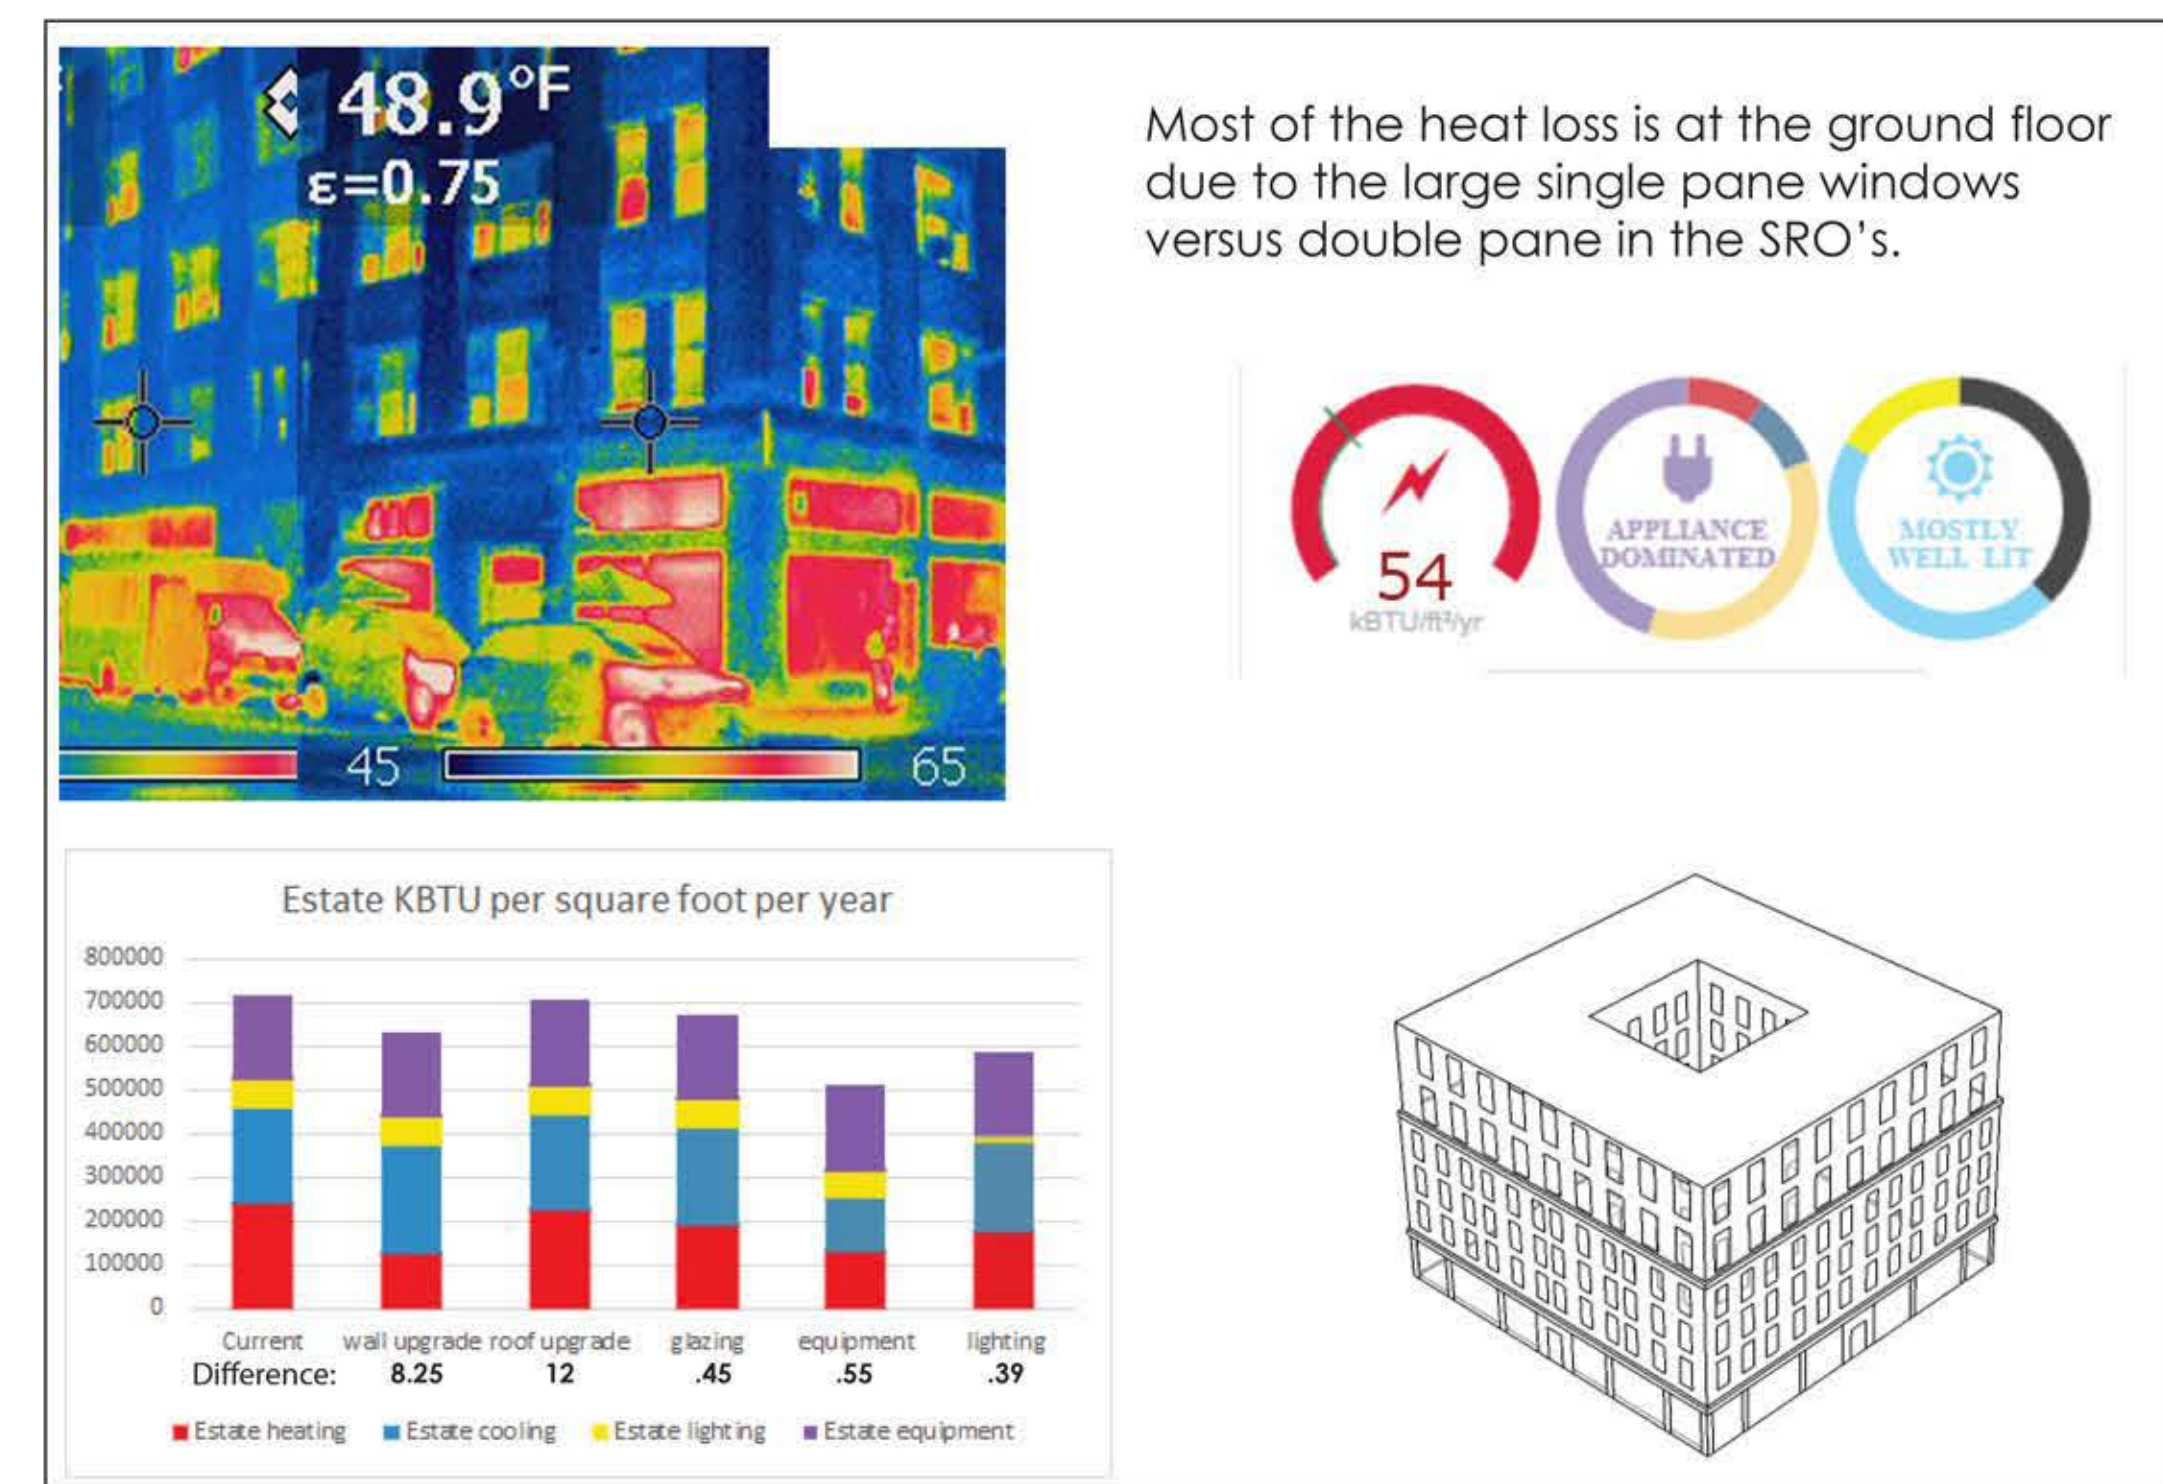 48.9°F
ε=0.75
45
65
Most of the heat loss is at the ground floor
due to the large single pane windows
versus double pane in the SRO's.
54
kBTU/ft²/yr
APPLIANCE
DOMINATED
MOSTLY
WELL LIT
Estate KBTU per square foot per year
800000
700000
600000
500000
400000
300000
200000
100000
0
Current wall upgrade roof upgrade glazing equipment lighting
Difference: 8.25 12 .45 .55 .39
Estate heating Estate cooling Estate lighting Estate equipment